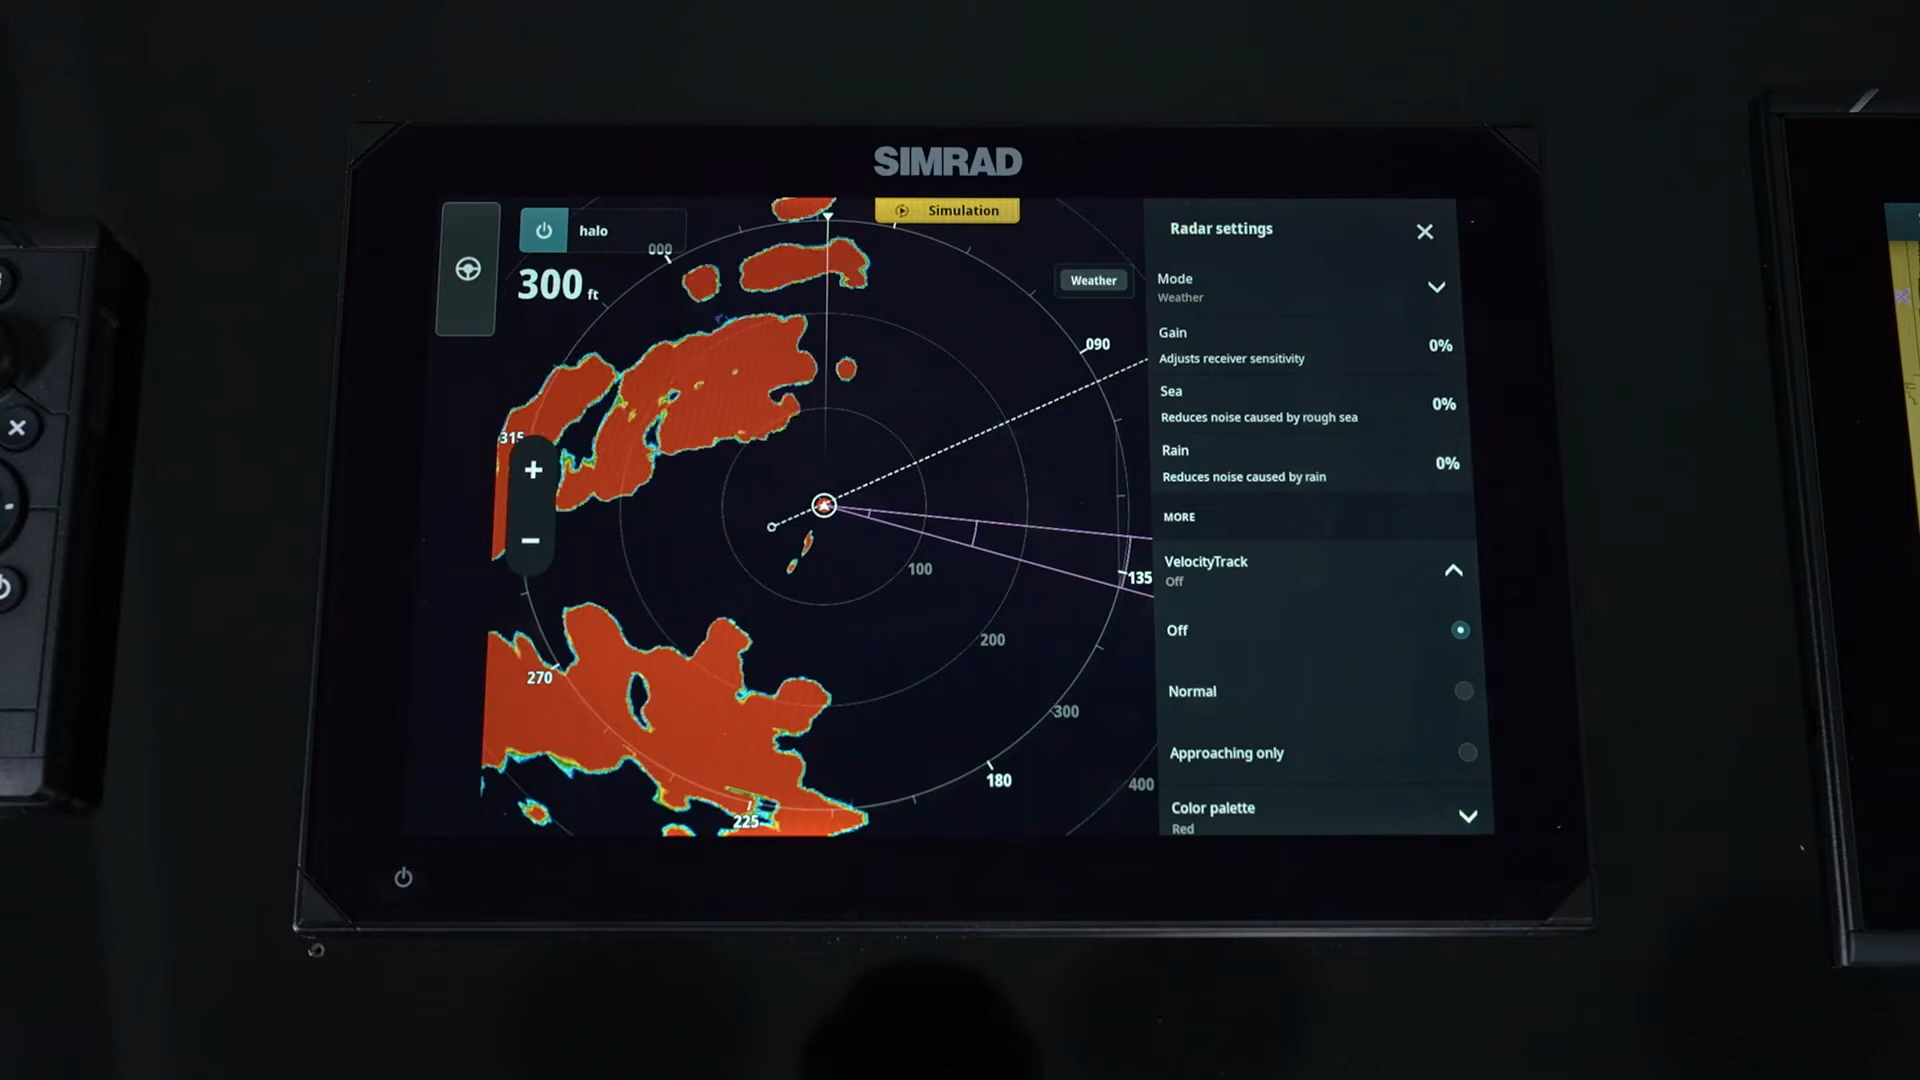 SIMRAD
halo
300 ft
Simulation
Weather
000
090
315
100
135
200
270
300
180
400
225
Radar settings
Mode
Weather
Gain
0%
Adjusts receiver sensitivity
Sea
0%
Reduces noise caused by rough sea
Rain
0%
Reduces noise caused by rain
MORE
VelocityTrack
Off
Off
Normal
Approaching only
Color palette
Red